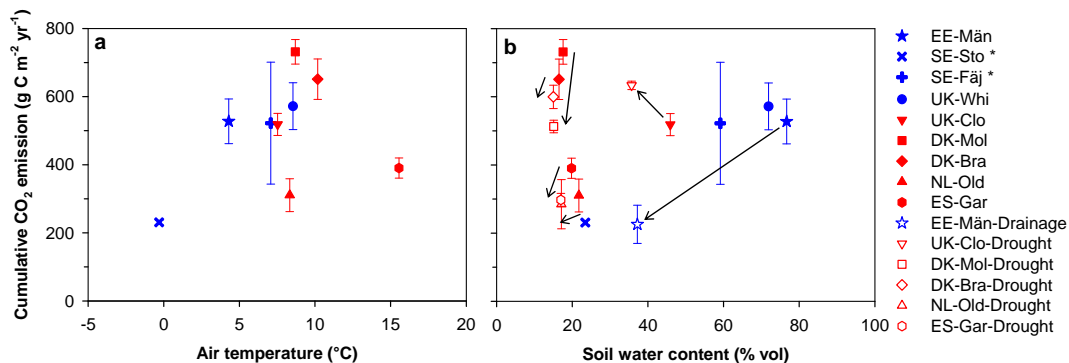 a
b
Cumulative CO₂ emission (g C m⁻² yr⁻¹)
800
600
400
200
0
-5
0
5
10
15
20
Air temperature (°C)
0
20
40
60
80
100
Soil water content (% vol)
EE-Män
SE-Sto *
SE-Fäj *
UK-Whi
UK-Clo
DK-Mol
DK-Bra
NL-Old
ES-Gar
EE-Män-Drainage
UK-Clo-Drought
DK-Mol-Drought
DK-Bra-Drought
NL-Old-Drought
ES-Gar-Drought